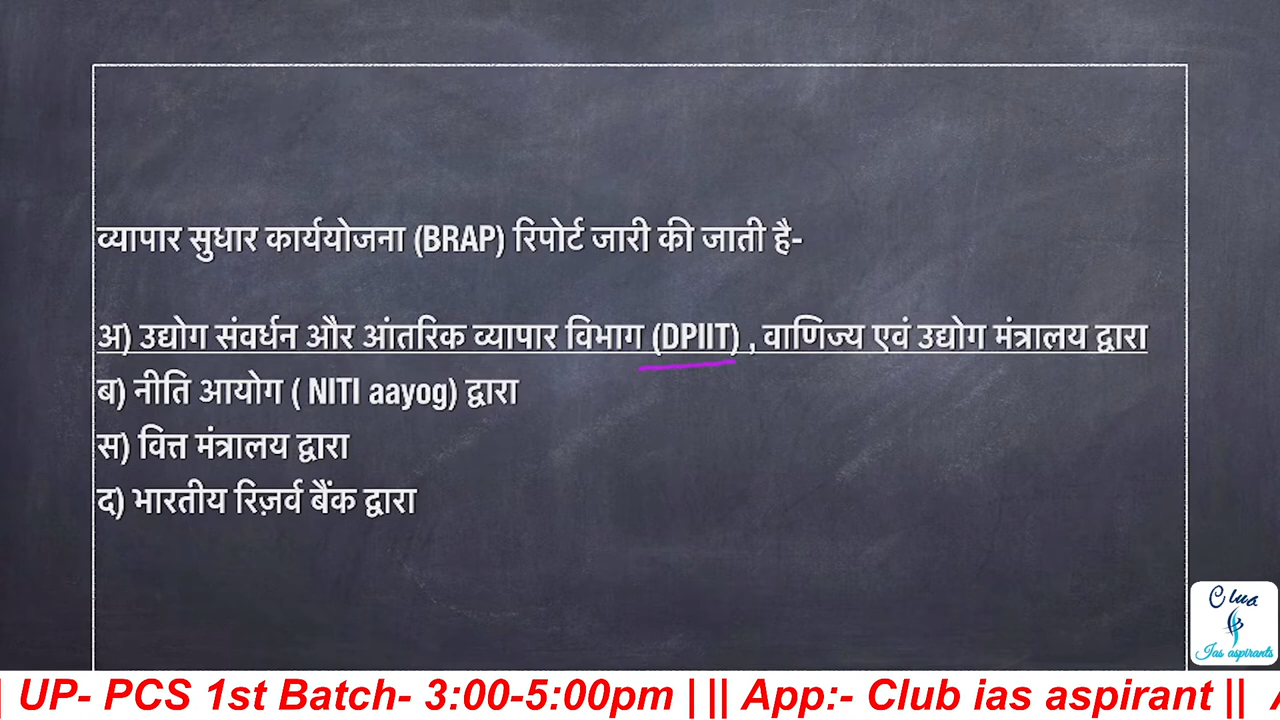 व्यापार सुधार कार्ययोजना (BRAP) रिपोर्ट जारी की जाती है-
अ) उद्योग संवर्धन और आंतरिक व्यापार विभाग (DPIIT) , वाणिज्य एवं उद्योग मंत्रालय द्वारा
ब) नीति आयोग ( NITI aayog) द्वारा
स) वित्त मंत्रालय द्वारा
द) भारतीय रिज़र्व बैंक द्वारा
Club
Ias aspirants
| UP- PCS 1st Batch- 3:00-5:00pm | || App:- Club ias aspirant ||